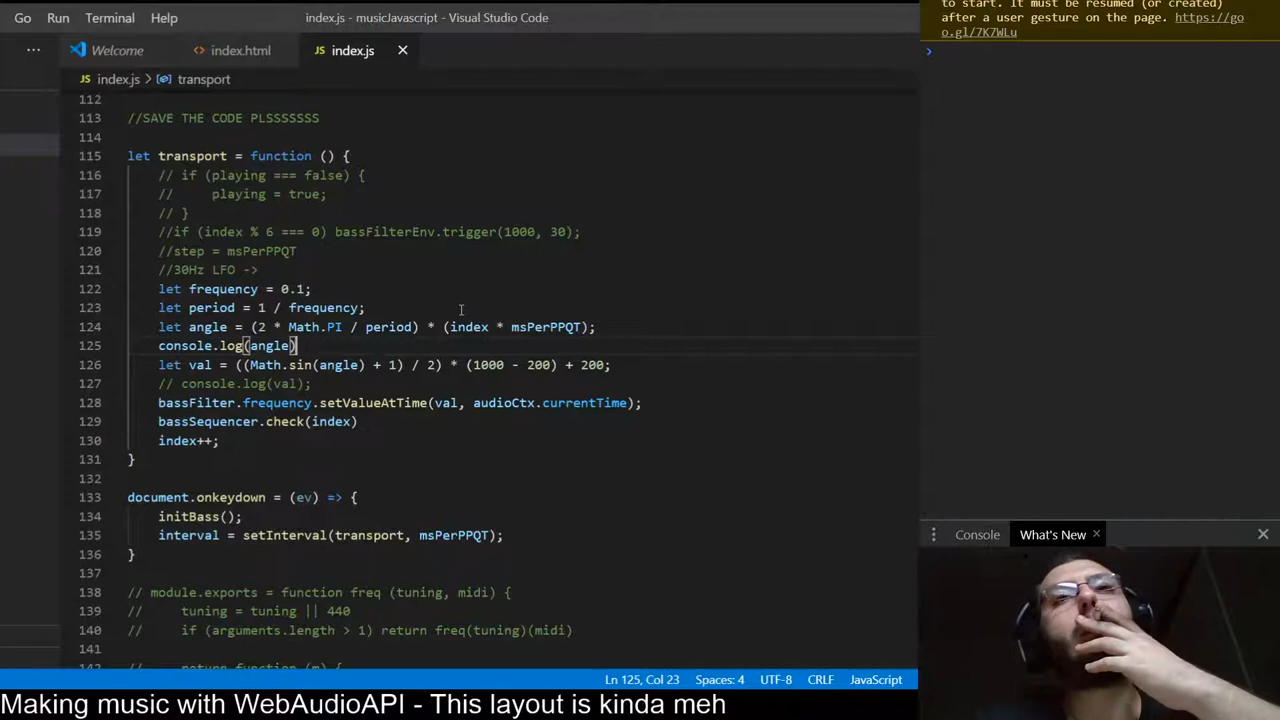 Go Run Terminal Help index.js - musicJavascript - Visual Studio Code
to start. It must be resumed (or created)
after a user gesture on the page. https://go
o.gl/7K7WLu
Welcome index.html JS index.js
JS index.js > transport
112
113 //SAVE THE CODE PLSSSSSSS
114
115 let transport = function () {
116 // if (playing === false) {
117 //     playing = true;
118 // }
119 //if (index % 6 === 0) bassFilterEnv.trigger(1000, 30);
120 //step = msPerPPQT
121 //30Hz LFO ->
122 let frequency = 0.1;
123 let period = 1 / frequency;
124 let angle = (2 * Math.PI / period) * (index * msPerPPQT);
125 console.log(angle)
126 let val = ((Math.sin(angle) + 1) / 2) * (1000 - 200) + 200;
127 // console.log(val);
128 bassFilter.frequency.setValueAtTime(val, audioCtx.currentTime);
129 bassSequencer.check(index)
130 index++;
131 }
132
133 document.onkeydown = (ev) => {
134 initBass();
135 interval = setInterval(transport, msPerPPQT);
136 }
137
138 // module.exports = function freq (tuning, midi) {
139 //     tuning = tuning || 440
140 //     if (arguments.length > 1) return freq(tuning)(midi)
141
142 //     return function (m) {
Console What's New
Ln 125, Col 23 Spaces: 4 UTF-8 CRLF JavaScript
Making music with WebAudioAPI - This layout is kinda meh